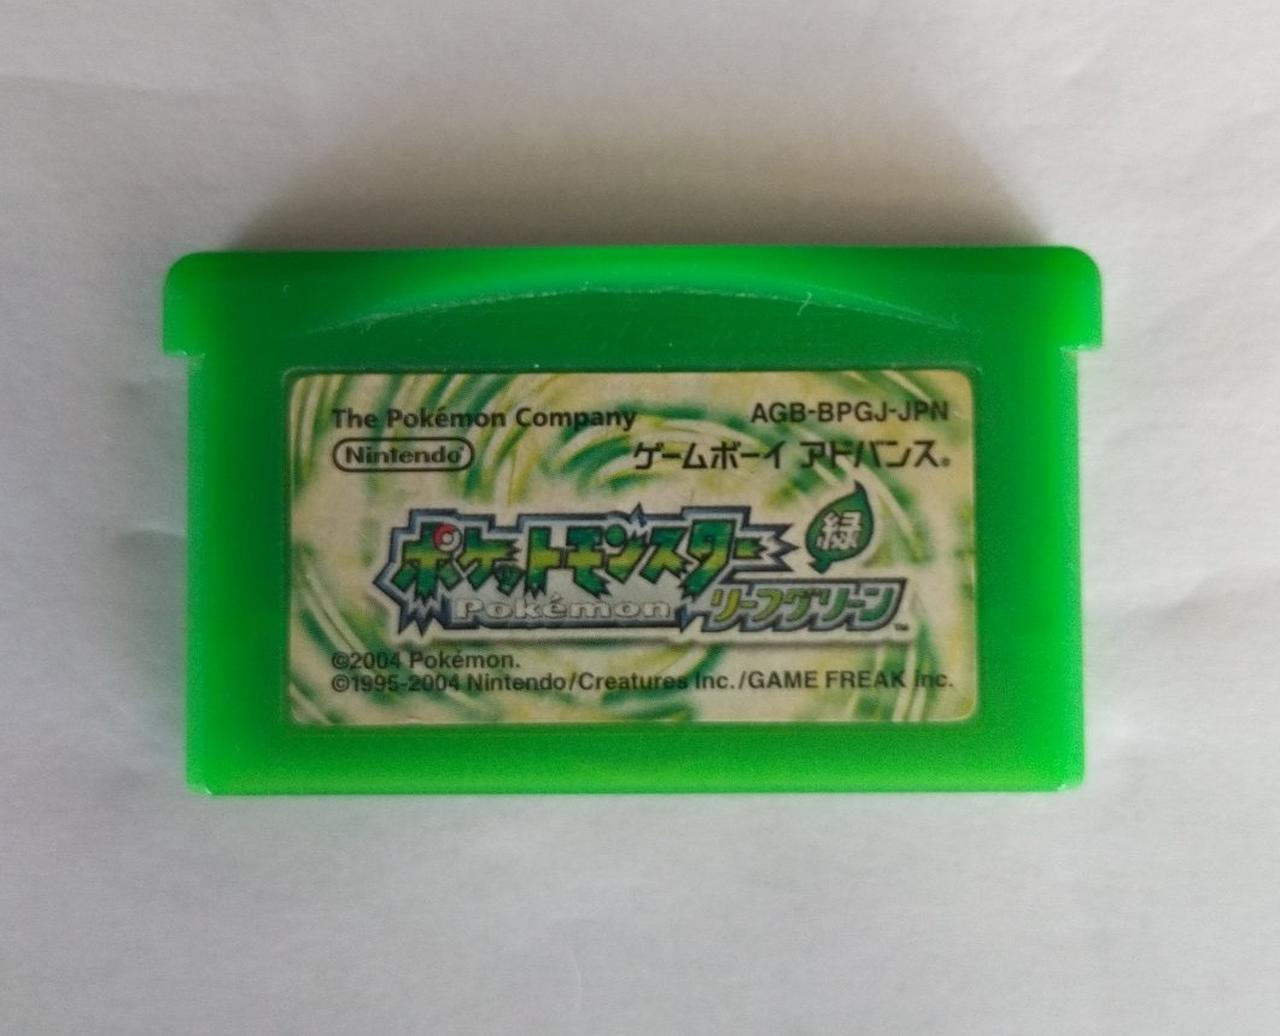 The Pokémon Company
AGB-BPGJ-JPN
Nintendo
ゲームボーイ アドバンス®
ポケットモンスター
緑
Pokémon
リーフグリーン™
©2004 Pokémon.
©1995-2004 Nintendo/Creatures Inc./GAME FREAK inc.